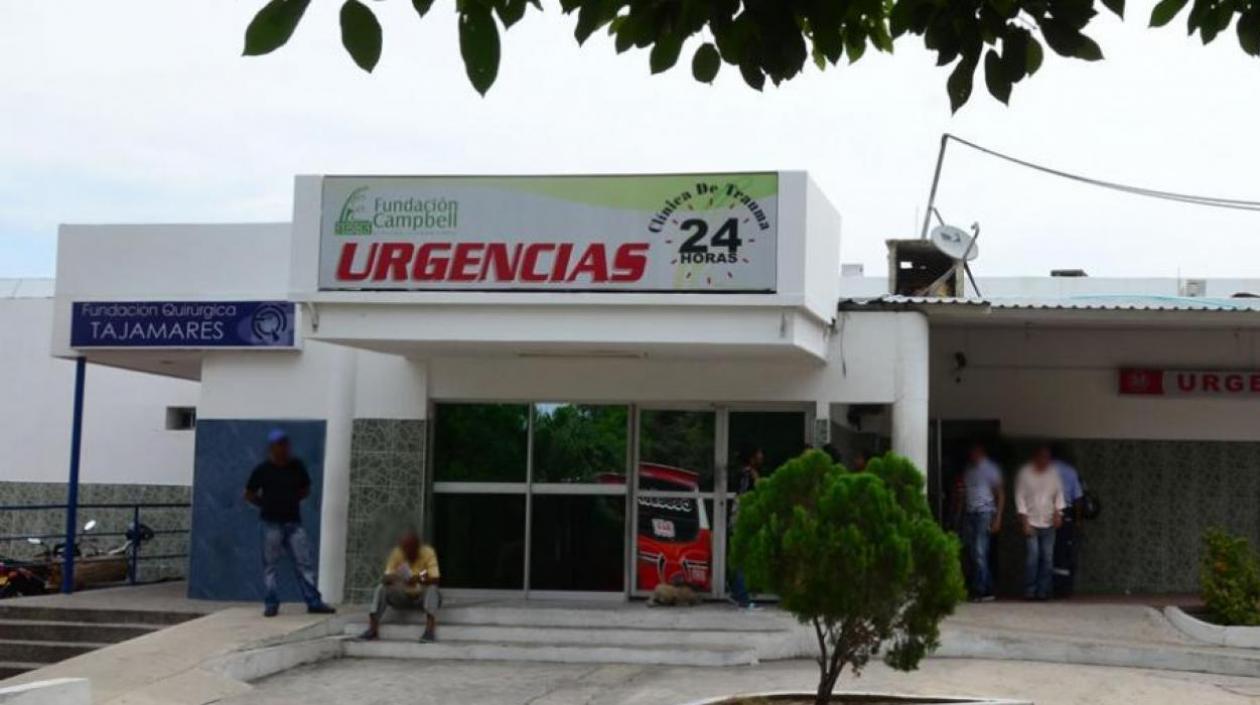 Fundación
Campbell
Clínica De Trauma
24
HORAS
URGENCIAS
Fundación Quirúrgica
TAJAMARES
URGE